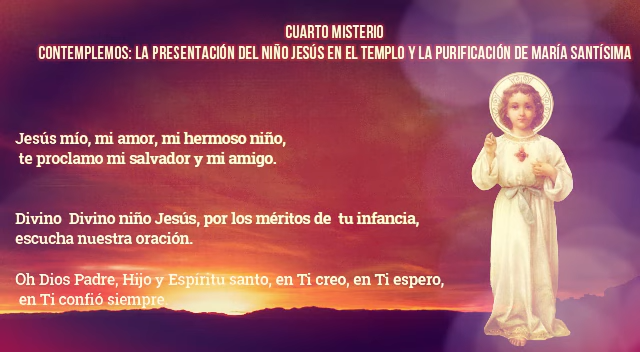 CUARTO MISTERIO
CONTEMPLEMOS: LA PRESENTACIÓN DEL NIÑO JESÚS EN EL TEMPLO Y LA PURIFICACIÓN DE MARÍA SANTÍSIMA
Jesús mío, mi amor, mi hermoso niño,
te proclamo mi salvador y mi amigo.
Divino Divino niño Jesús, por los méritos de tu infancia,
escucha nuestra oración.
Oh Dios Padre, Hijo y Espíritu santo, en Ti creo, en Ti espero,
en Ti confió siempre